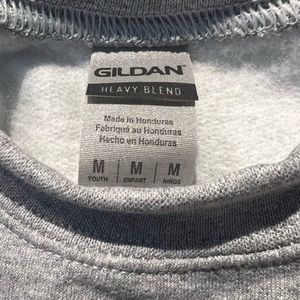 GILDAN
HEAVY BLEND
Made in Honduras
Fabriqué au Honduras
Hecho en Honduras
M M M
YOUTH ENFANT NIÑOS